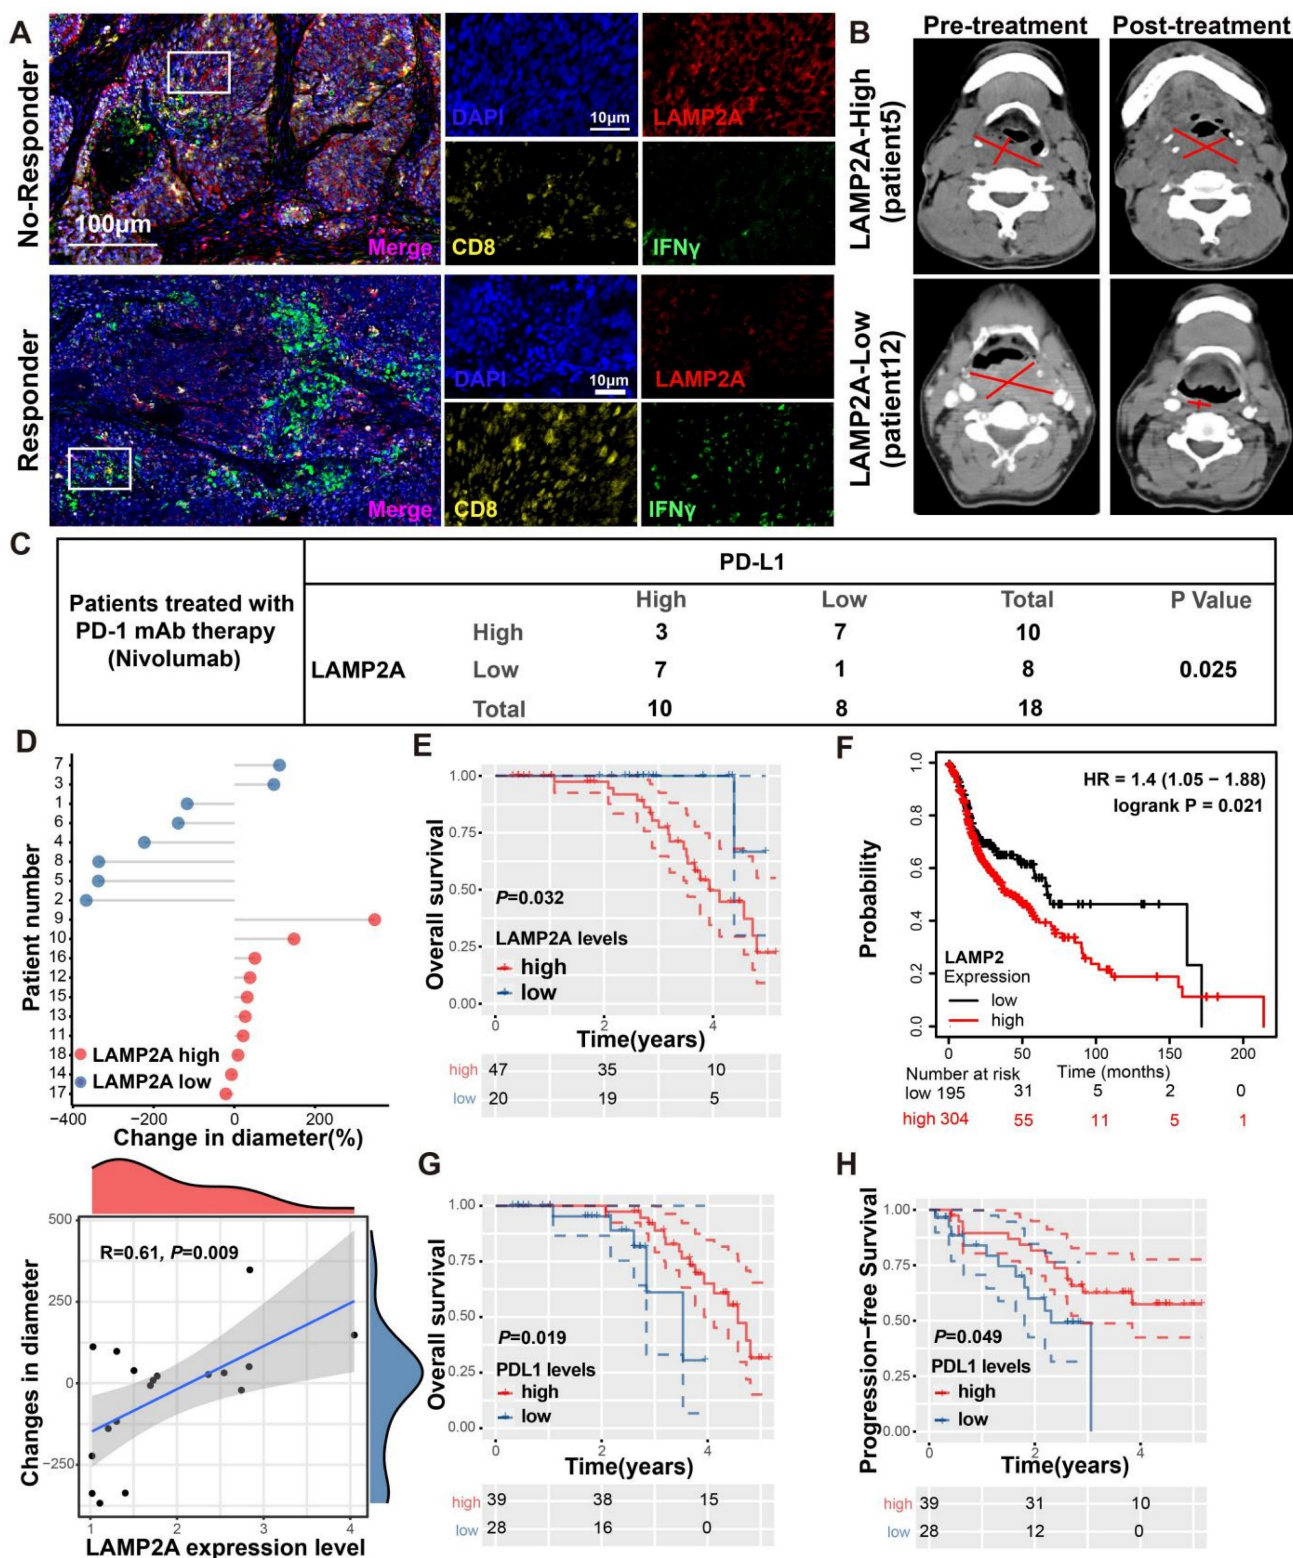 A
No-Responder
100μm
Merge
DAPI
10μm
LAMP2A
CD8
IFNγ
Responder
Merge
DAPI
10μm
LAMP2A
CD8
IFNγ
B
Pre-treatment
Post-treatment
LAMP2A-High
(patient5)
LAMP2A-Low
(patient12)
C
Patients treated with
PD-1 mAb therapy
(Nivolumab)
PD-L1
High Low Total P Value
LAMP2A
High 3 7 10
Low 7 1 8 0.025
Total 10 8 18
D
Patient number
7
3
1
6
4
8
5
2
9
10
16
12
15
13
11
18
14
17
LAMP2A high
LAMP2A low
−400 −200 0 200
Change in diameter(%)
R=0.61, P=0.009
Changes in diameter
500
250
0
−250
1 2 3 4
LAMP2A expression level
E
Overall survival
1.00
0.75
0.50
0.25
0.00
P=0.032
LAMP2A levels
high
low
0 2 4
Time(years)
high 47 35 10
low 20 19 5
F
Probability
1.0
0.8
0.6
0.4
0.2
0.0
HR = 1.4 (1.05 − 1.88)
logrank P = 0.021
LAMP2
Expression
low
high
0 50 100 150 200
Number at risk
Time (months)
low 195 31 5 2 0
high 304 55 11 5 1
G
Overall survival
1.00
0.75
0.50
0.25
0.00
P=0.019
PDL1 levels
high
low
0 2 4
Time(years)
high 39 38 15
low 28 16 0
H
Progression−free Survival
1.00
0.75
0.50
0.25
0.00
P=0.049
PDL1 levels
high
low
0 2 4
Time(years)
high 39 31 10
low 28 12 0